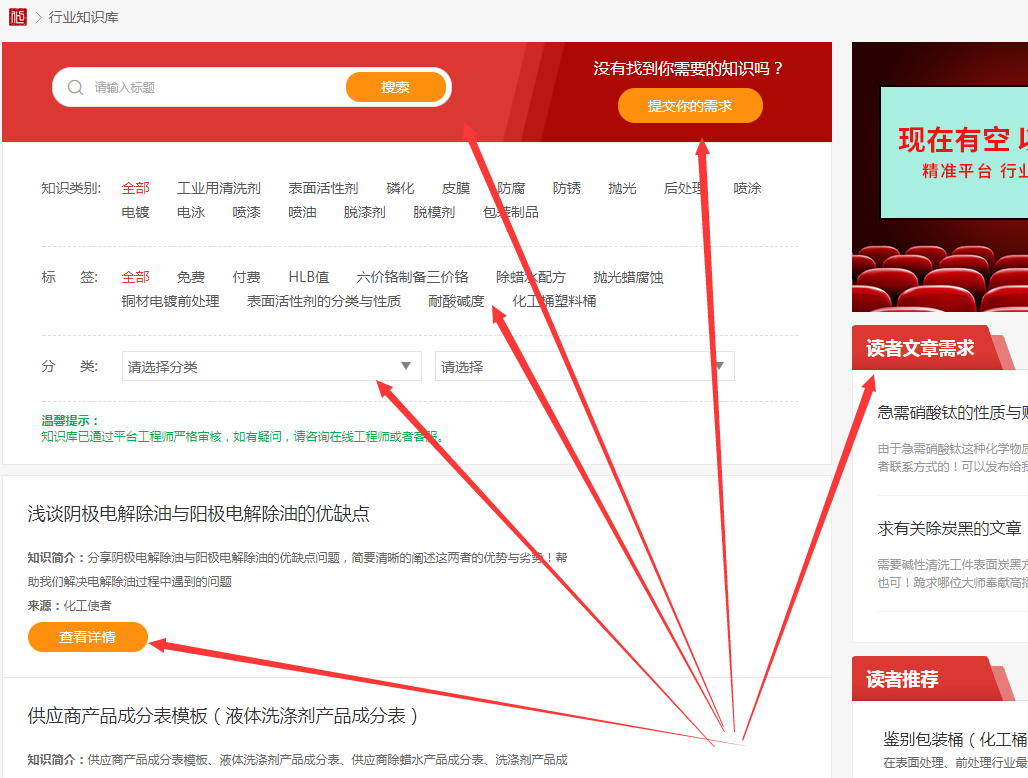 行业知识库
请输入标题
搜索
没有找到你需要的知识吗？
提交你的需求
知识类别: 全部 工业用清洗剂 表面活性剂 磷化 皮膜 防腐 防锈 抛光 后处理 喷涂
电镀 电泳 喷漆 喷油 脱漆剂 脱模剂 包装制品
标 签: 全部 免费 付费 HLB值 六价铬制备三价铬 除蜡水配方 抛光蜡腐蚀
铜材电镀前处理 表面活性剂的分类与性质 耐酸碱度 化工桶塑料桶
分 类: 请选择分类 请选择
温馨提示：
知识库已通过平台工程师严格审核，如有疑问，请咨询在线工程师或者客服。
浅谈阴极电解除油与阳极电解除油的优缺点
知识简介：分享阴极电解除油与阳极电解除油的优缺点问题，简要清晰的阐述这两者的优势与劣势！帮
助我们解决电解除油过程中遇到的问题
来源：化工使者
查看详情
供应商产品成分表模板（液体洗涤剂产品成分表）
知识简介：供应商产品成分表模板、液体洗涤剂产品成分表、供应商除蜡水产品成分表、洗涤剂产品成
现在有空
精准平台 行业
读者文章需求
急需硝酸钛的性质与
由于急需硝酸钛这种化学物质
者联系方式的！可以发布给我
求有关除炭黑的文章
需要碱性清洗工件表面炭黑方
也可！跪求哪位大师奉献高招
读者推荐
鉴别包装桶（化工桶
在表面处理、前处理行业最